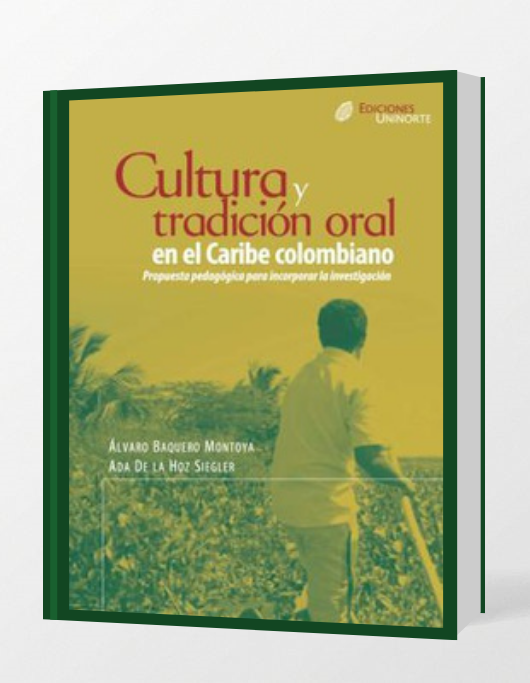 EDICIONES
UNINORTE
Cultura y
tradición oral
en el Caribe colombiano
Propuesta pedagógica para incorporar la investigación
ÁLVARO BAQUERO MONTOYA
ADA DE LA HOZ SIEGLER